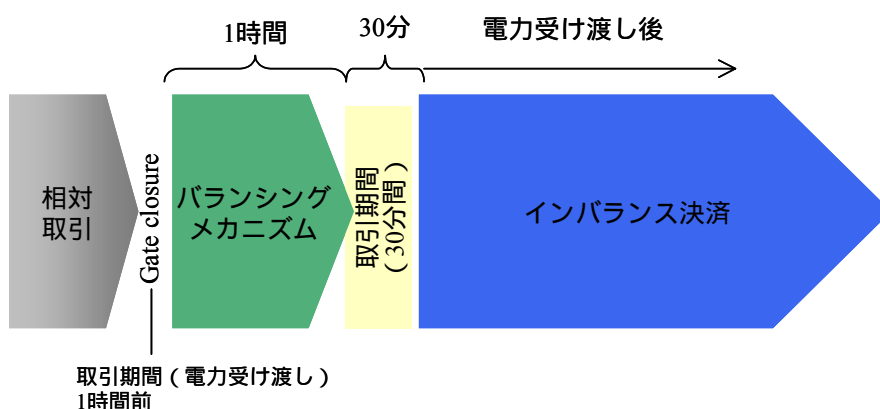 1時間
30分
電力受け渡し後
相対
取引
Gate closure
バランシング
メカニズム
取引期間
(30分間)
インバランス決済
取引期間(電力受け渡し)
1時間前